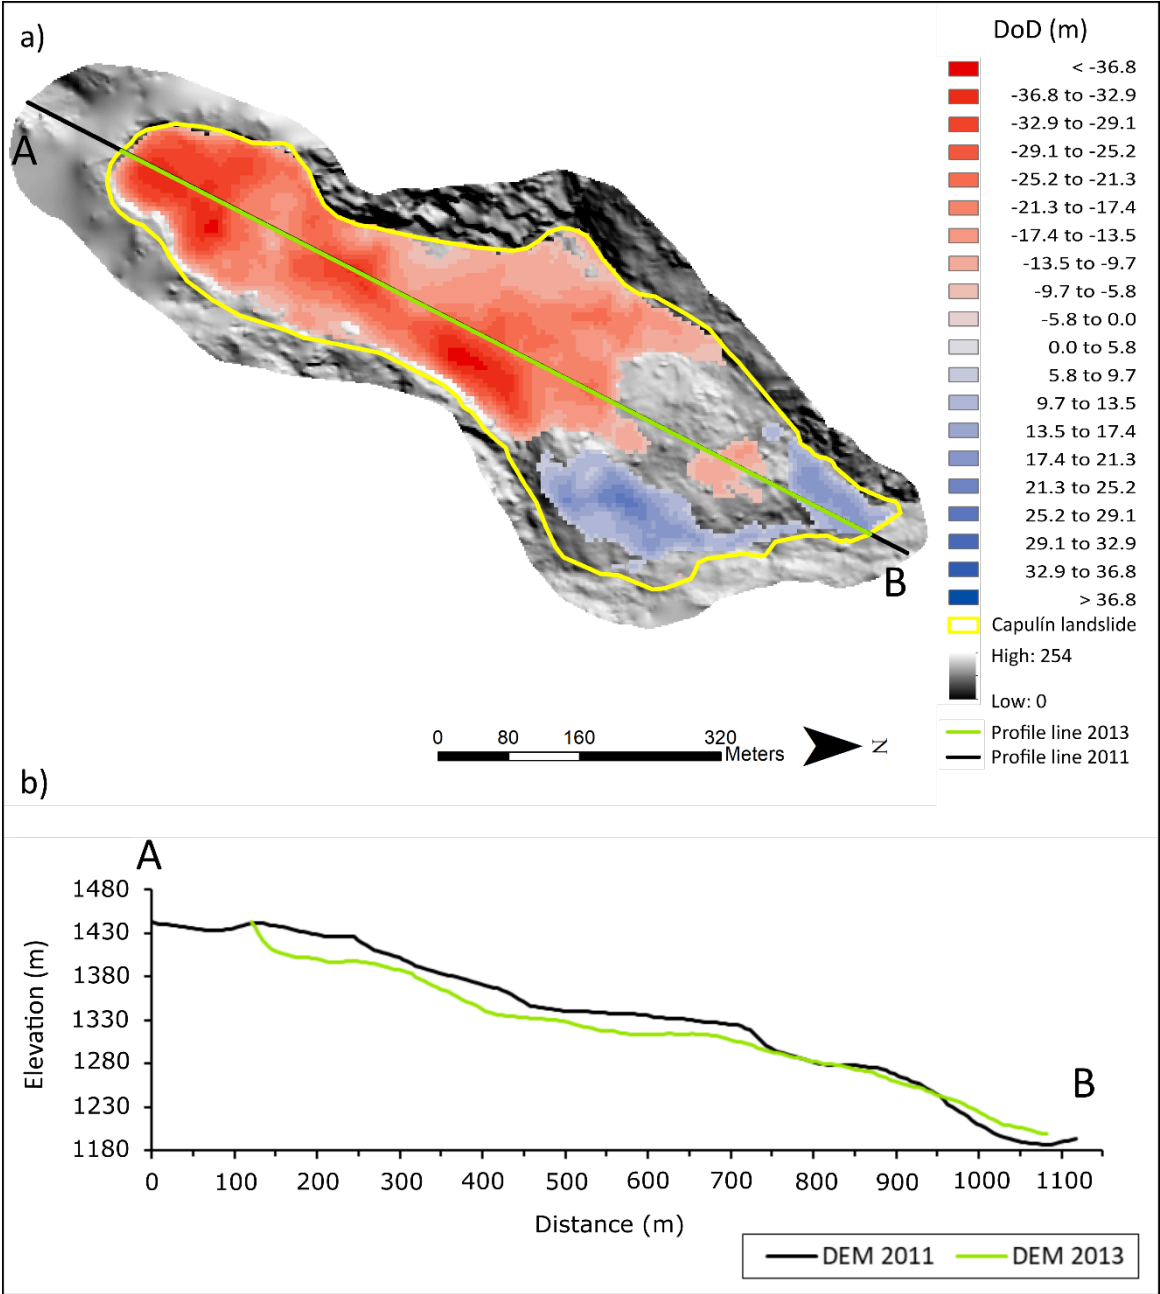 a)
DoD (m)
< -36.8
-36.8 to -32.9
-32.9 to -29.1
-29.1 to -25.2
-25.2 to -21.3
-21.3 to -17.4
-17.4 to -13.5
-13.5 to -9.7
-9.7 to -5.8
-5.8 to 0.0
0.0 to 5.8
5.8 to 9.7
9.7 to 13.5
13.5 to 17.4
17.4 to 21.3
21.3 to 25.2
25.2 to 29.1
29.1 to 32.9
32.9 to 36.8
> 36.8
Capulín landslide
High: 254
Low: 0
Profile line 2013
Profile line 2011
A
B
0 80 160 320
Meters
N
b)
A
B
Elevation (m)
1480
1430
1380
1330
1280
1230
1180
0 100 200 300 400 500 600 700 800 900 1000 1100
Distance (m)
DEM 2011 DEM 2013